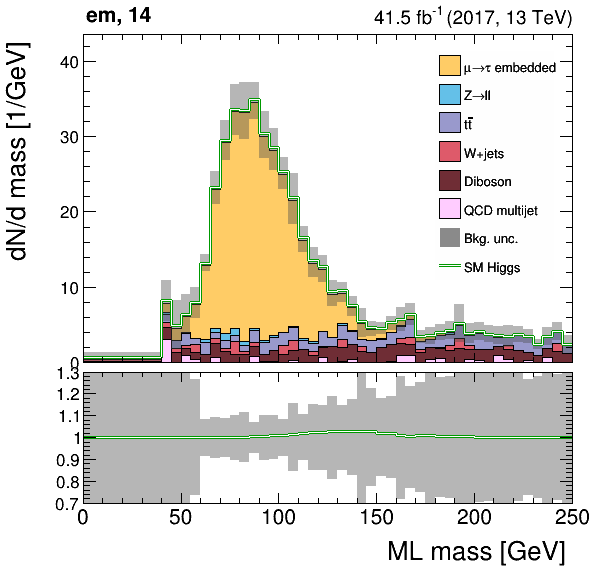 em, 14
41.5 fb⁻¹ (2017, 13 TeV)
dN/d mass [1/GeV]
40
30
20
10
0
μ→τ embedded
Z→ll
tt̄
W+jets
Diboson
QCD multijet
Bkg. unc.
SM Higgs
1.3
1.2
1.1
1
0.9
0.8
0.7
0 50 100 150 200 250
ML mass [GeV]